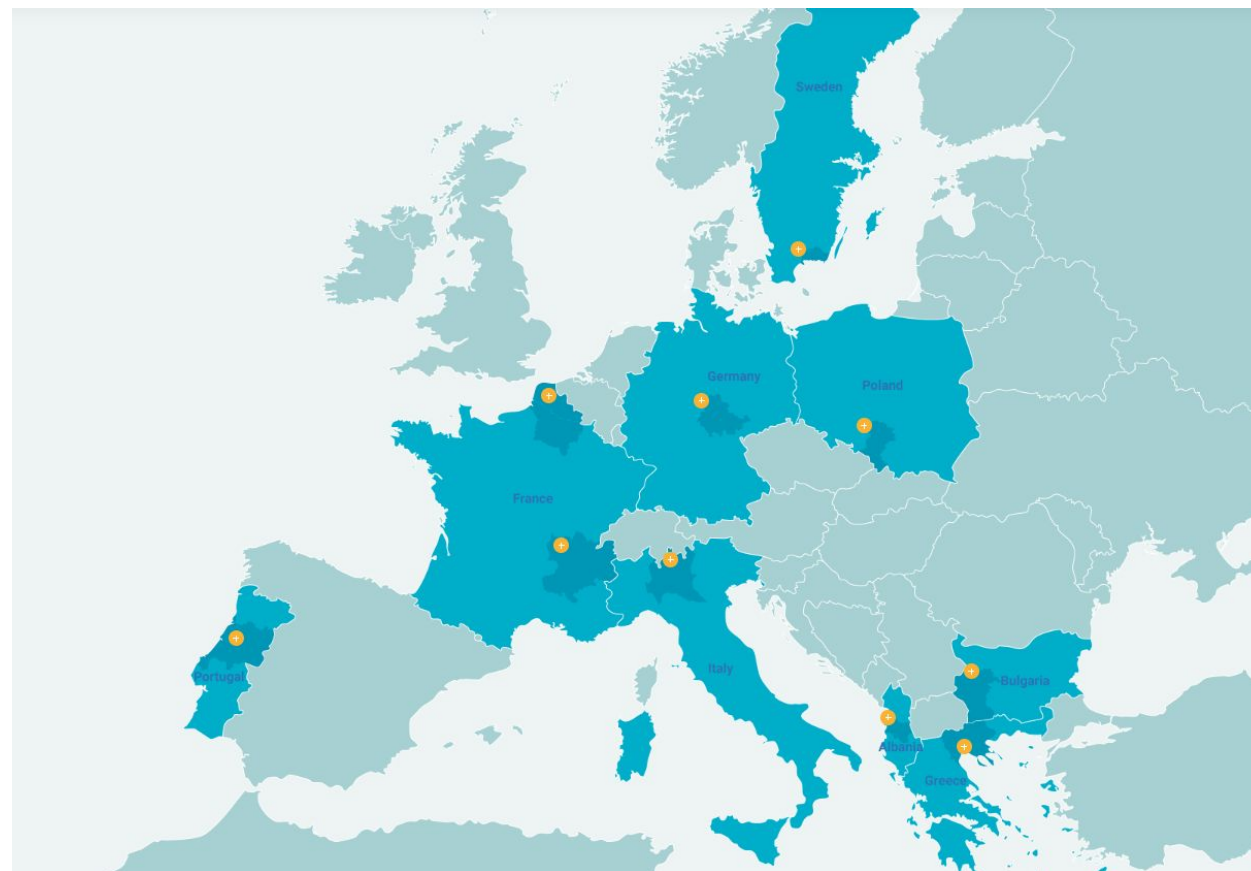 Sweden
Germany
Poland
France
Italy
Portugal
Bulgaria
Albania
Greece